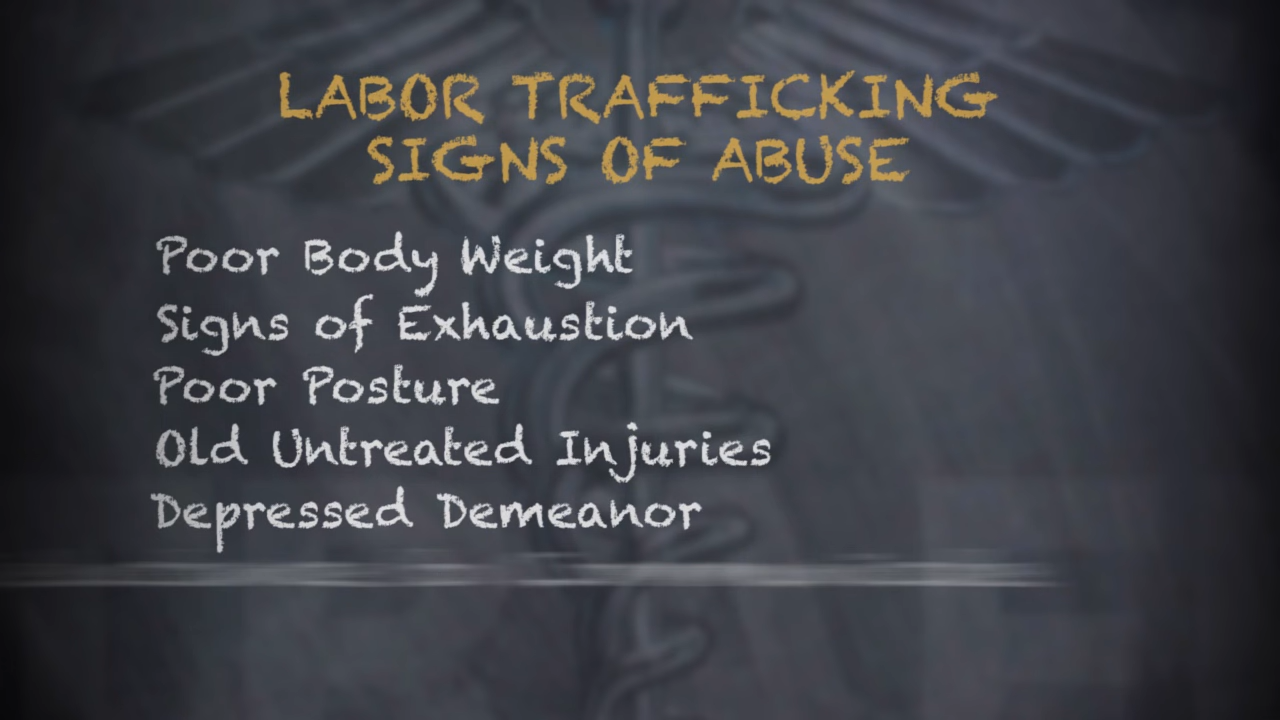 LABOR TRAFFICKING
SIGNS OF ABUSE
Poor Body Weight
Signs of Exhaustion
Poor Posture
Old Untreated Injuries
Depressed Demeanor